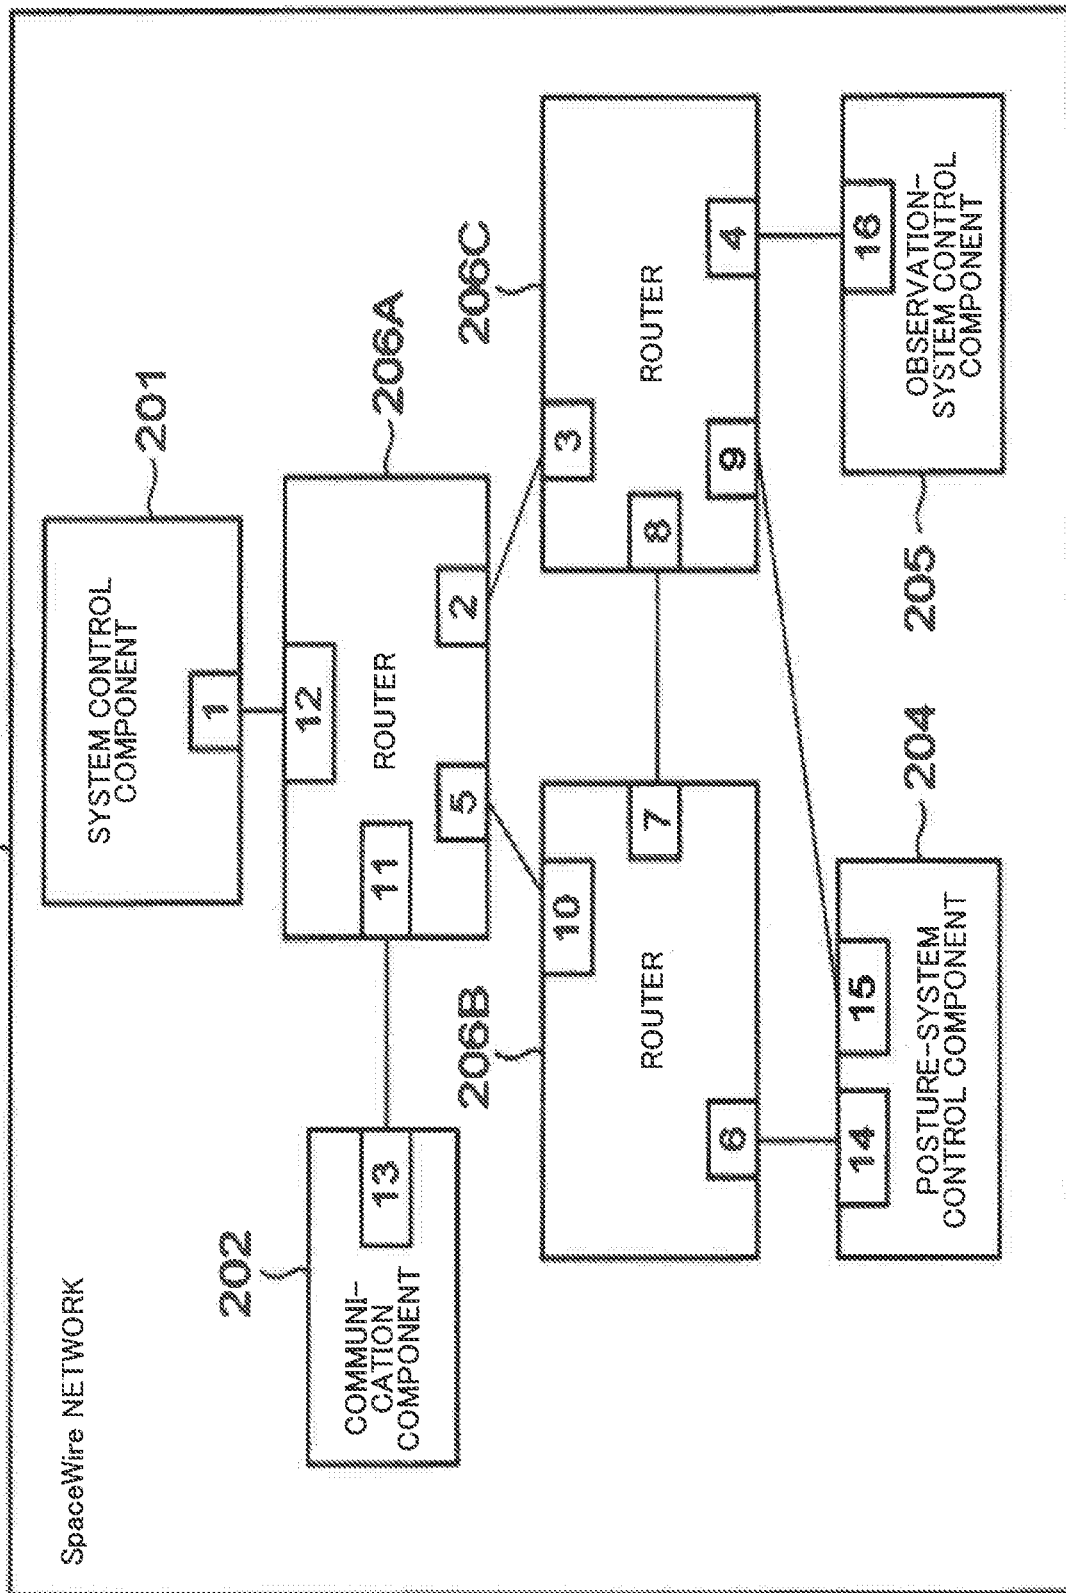 SpaceWire NETWORK
201
SYSTEM CONTROL
COMPONENT
1
202
COMMUNI-
CATION
COMPONENT
13
206A
12
ROUTER
11
5
2
206B
10
ROUTER
7
6
206C
3
ROUTER
8
9
4
204
14
15
POSTURE-SYSTEM
CONTROL COMPONENT
205
16
OBSERVATION-
SYSTEM CONTROL
COMPONENT